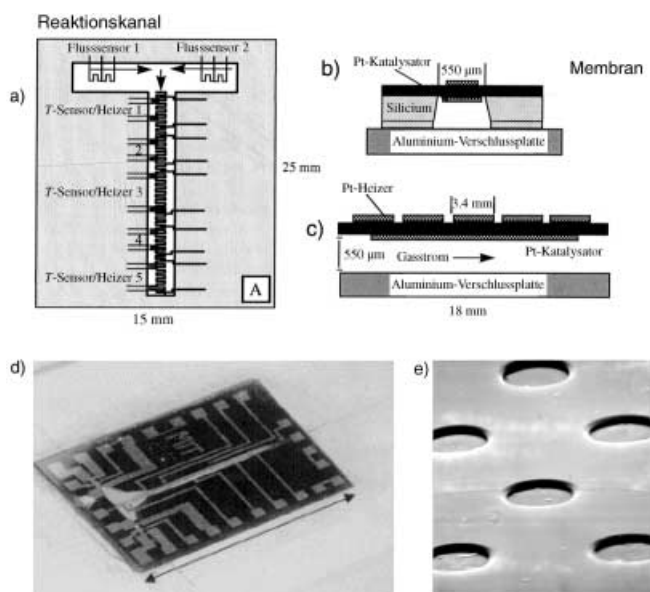 Reaktionskanal
a)
Flusssensor 1
Flusssensor 2
T-Sensor/Heizer 1
2
T-Sensor/Heizer 3
4
T-Sensor/Heizer 5
A
25 mm
15 mm
b)
Pt-Katalysator
550 µm
Membran
Silicium
Aluminium-Verschlussplatte
c)
Pt-Heizer
3.4 mm
550 µm
Gasstrom
Pt-Katalysator
Aluminium-Verschlussplatte
18 mm
d)
e)